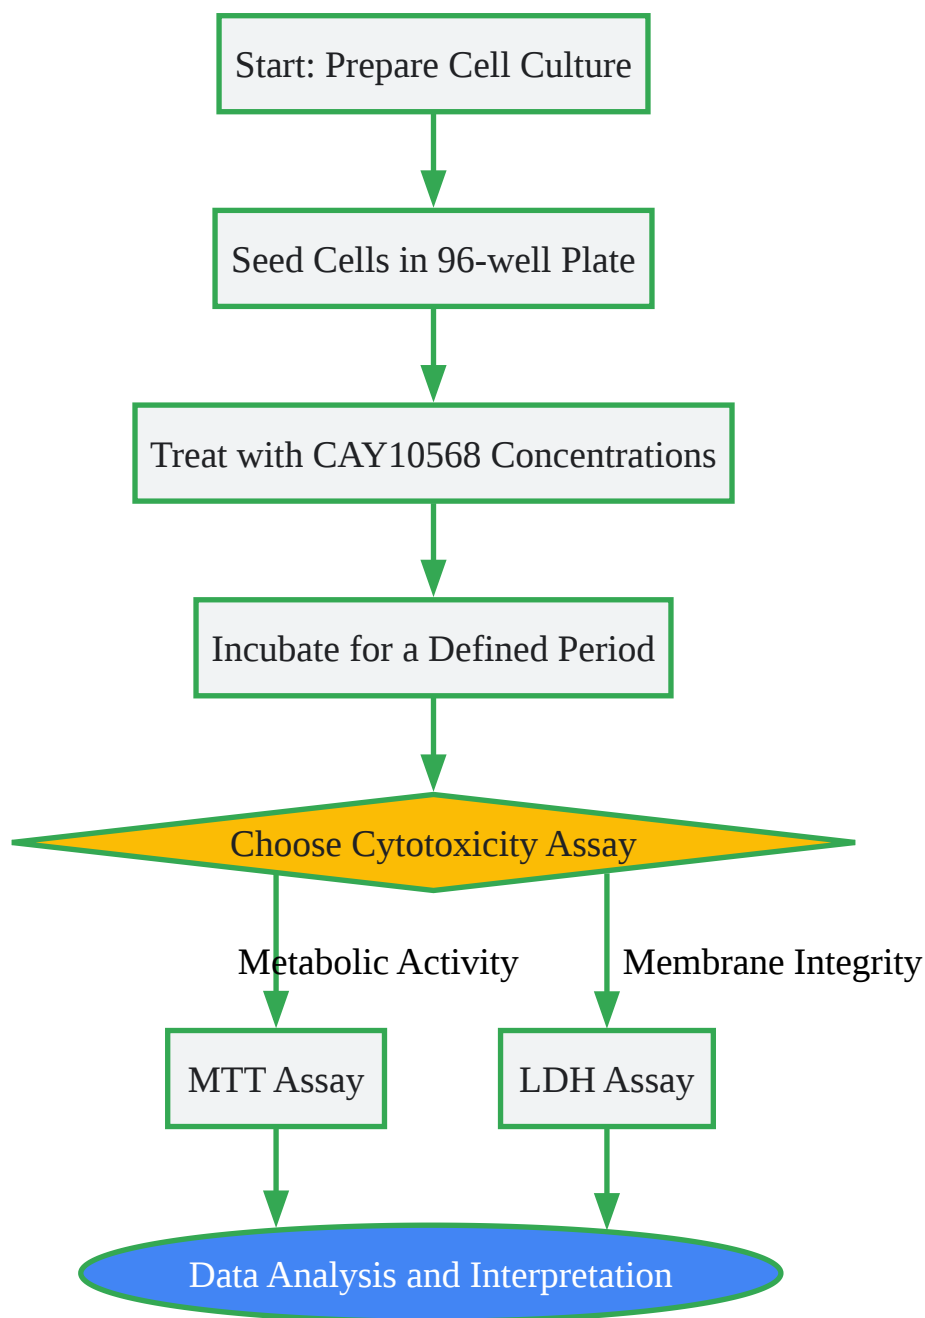 Start: Prepare Cell Culture
Seed Cells in 96-well Plate
Treat with CAY10568 Concentrations
Incubate for a Defined Period
Choose Cytotoxicity Assay
Metabolic Activity
Membrane Integrity
MTT Assay
LDH Assay
Data Analysis and Interpretation